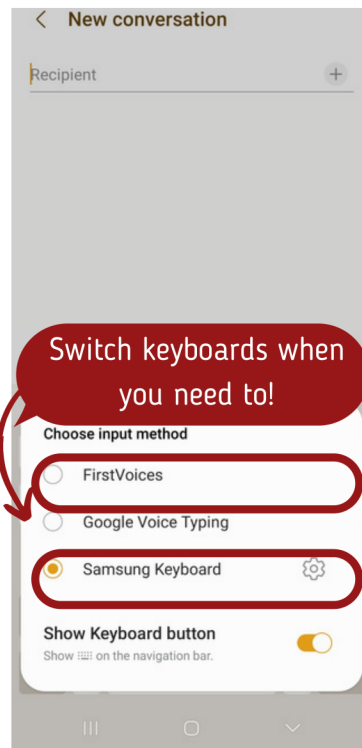 New conversation
Recipient
Switch keyboards when
you need to!
Choose input method
FirstVoices
Google Voice Typing
Samsung Keyboard
Show Keyboard button
Show on the navigation bar.